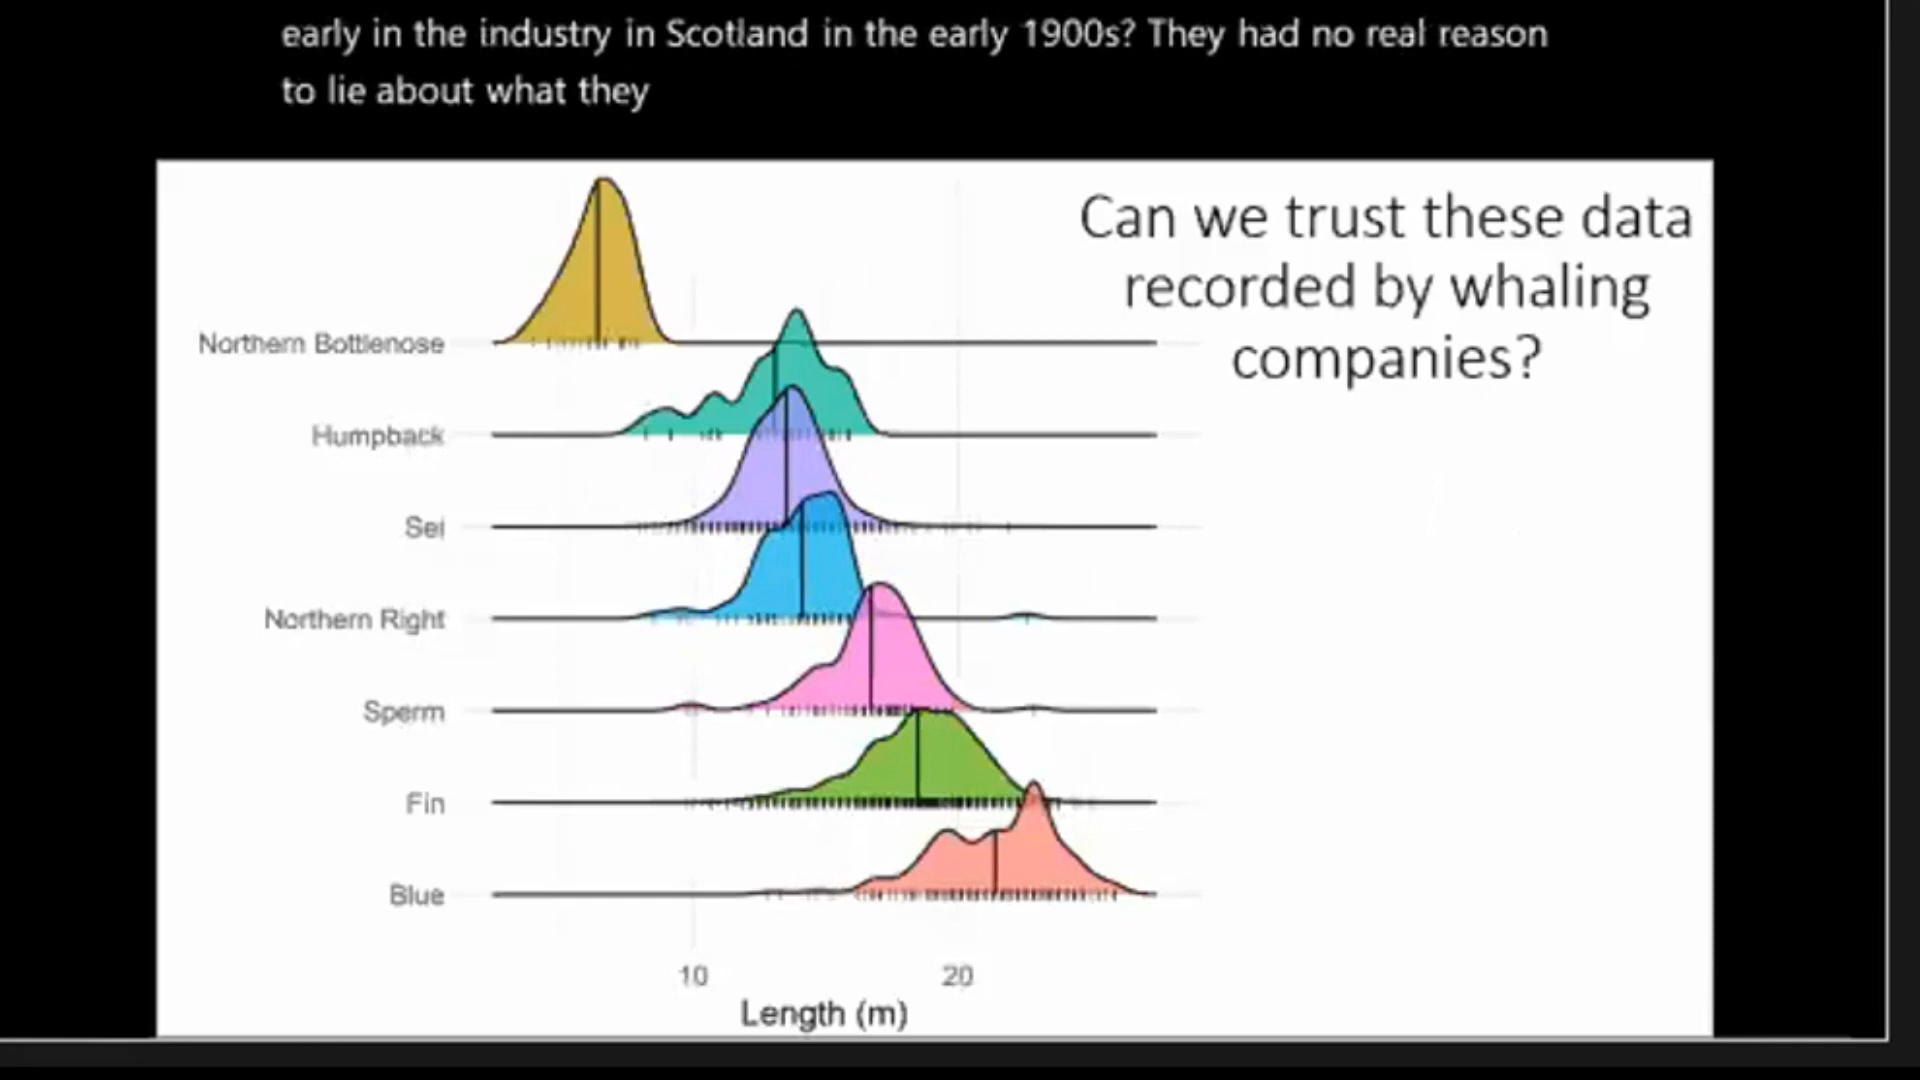 early in the industry in Scotland in the early 1900s? They had no real reason
to lie about what they
Can we trust these data
recorded by whaling
companies?
Northern Bottlenose
Humpback
Sei
Northern Right
Sperm
Fin
Blue
10 20
Length (m)